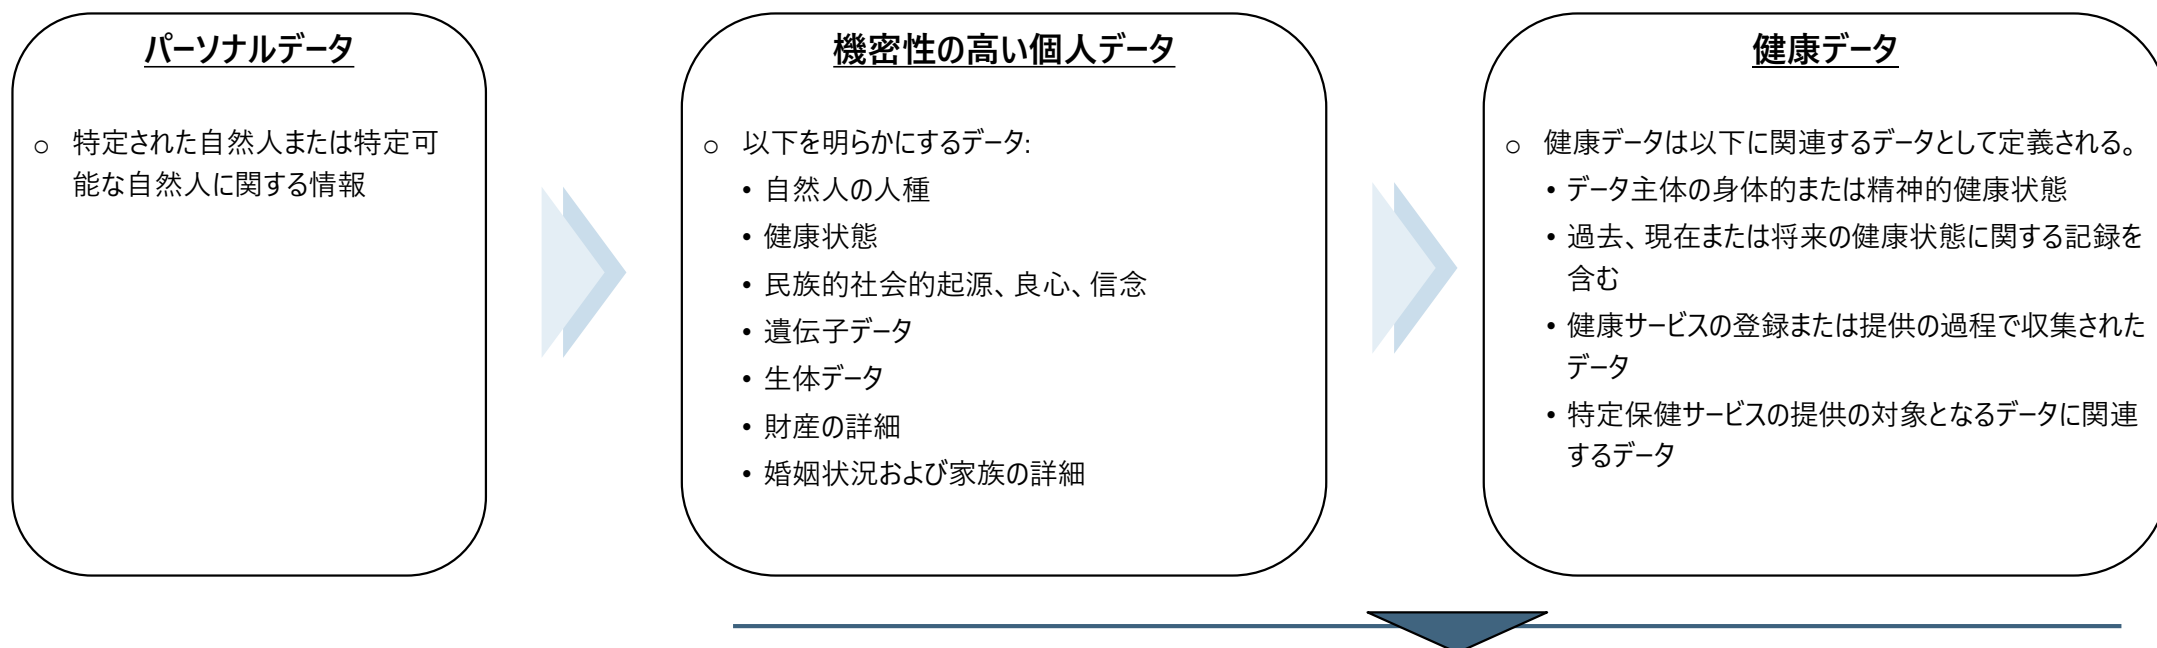 パーソナルデータ
○ 特定された自然人または特定可
能な自然人に関する情報
機密性の高い個人データ
○ 以下を明らかにするデータ:
• 自然人の人種
• 健康状態
• 民族的社会的起源、良心、信念
• 遺伝子データ
• 生体データ
• 財産の詳細
• 婚姻状況および家族の詳細
健康データ
○ 健康データは以下に関連するデータとして定義される。
• データ主体の身体的または精神的健康状態
• 過去、現在または将来の健康状態に関する記録を
含む
• 健康サービスの登録または提供の過程で収集された
データ
• 特定保健サービスの提供の対象となるデータに関連
するデータ